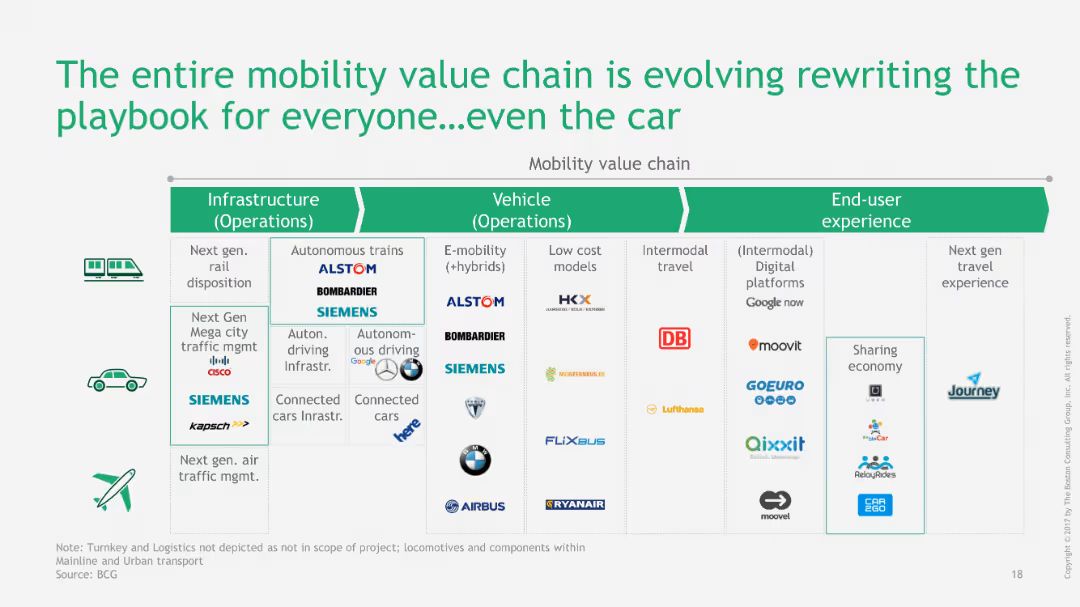 The entire mobility value chain is evolving rewriting the
playbook for everyone…even the car
Mobility value chain
Infrastructure
(Operations)
Vehicle
(Operations)
End-user
experience
Next gen.
rail
disposition
Autonomous trains
ALSTOM
BOMBARDIER
SIEMENS
Next Gen
Mega city
traffic mgmt
CISCO
SIEMENS
kapsch >>>
Auton.
driving
Infrastr.
Autonom-
ous driving
Google
Connected
cars Inrastr.
Connected
cars
here
Next gen. air
traffic mgmt.
E-mobility
(+hybrids)
ALSTOM
BOMBARDIER
SIEMENS
BMW
AIRBUS
Low cost
models
HKX
FLiXBUS
RYANAIR
Intermodal
travel
DB
Lufthansa
(Intermodal)
Digital
platforms
Google now
moovit
GOEURO
Qixxit
moovel
Sharing
economy
UBER
RelayRides
CAR
2GO
Next gen
travel
experience
Journey
Note: Turnkey and Logistics not depicted as not in scope of project; locomotives and components within
Mainline and Urban transport
Source: BCG
18
Copyright © 2017 by The Boston Consulting Group, Inc. All rights reserved.